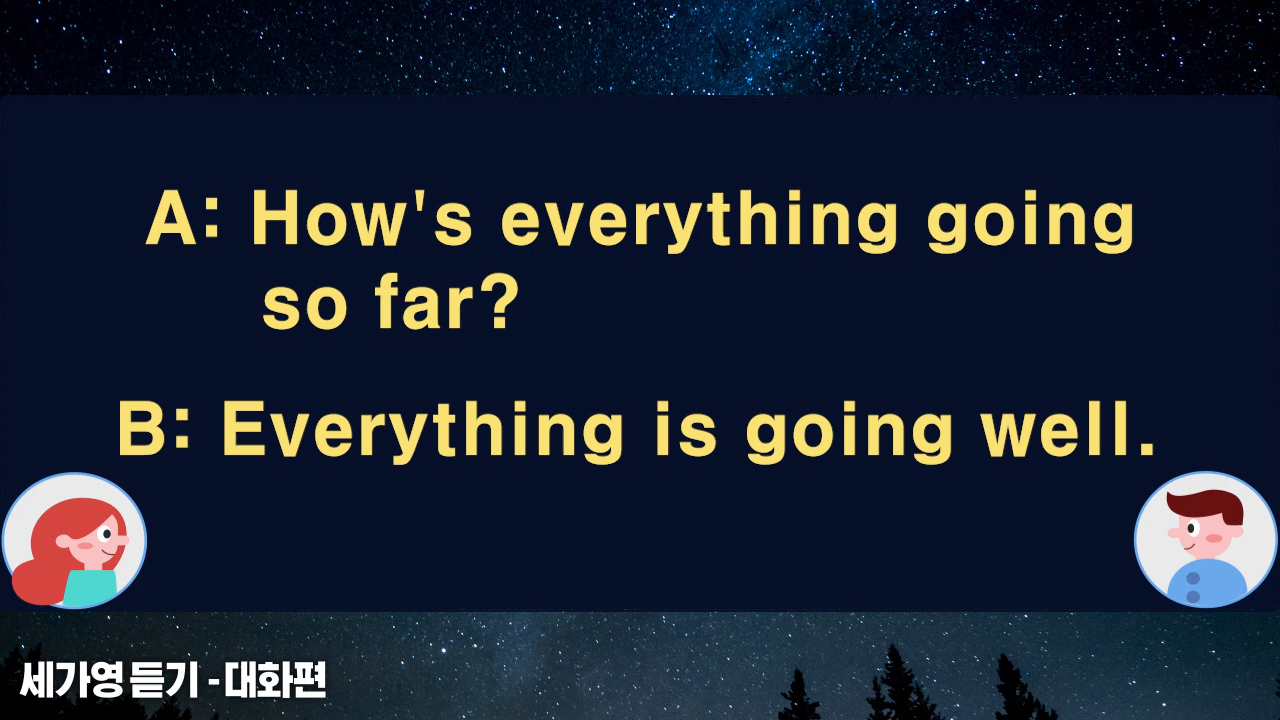 A: How's everything going
so far?
B: Everything is going well.
세가영 듣기 - 대화편